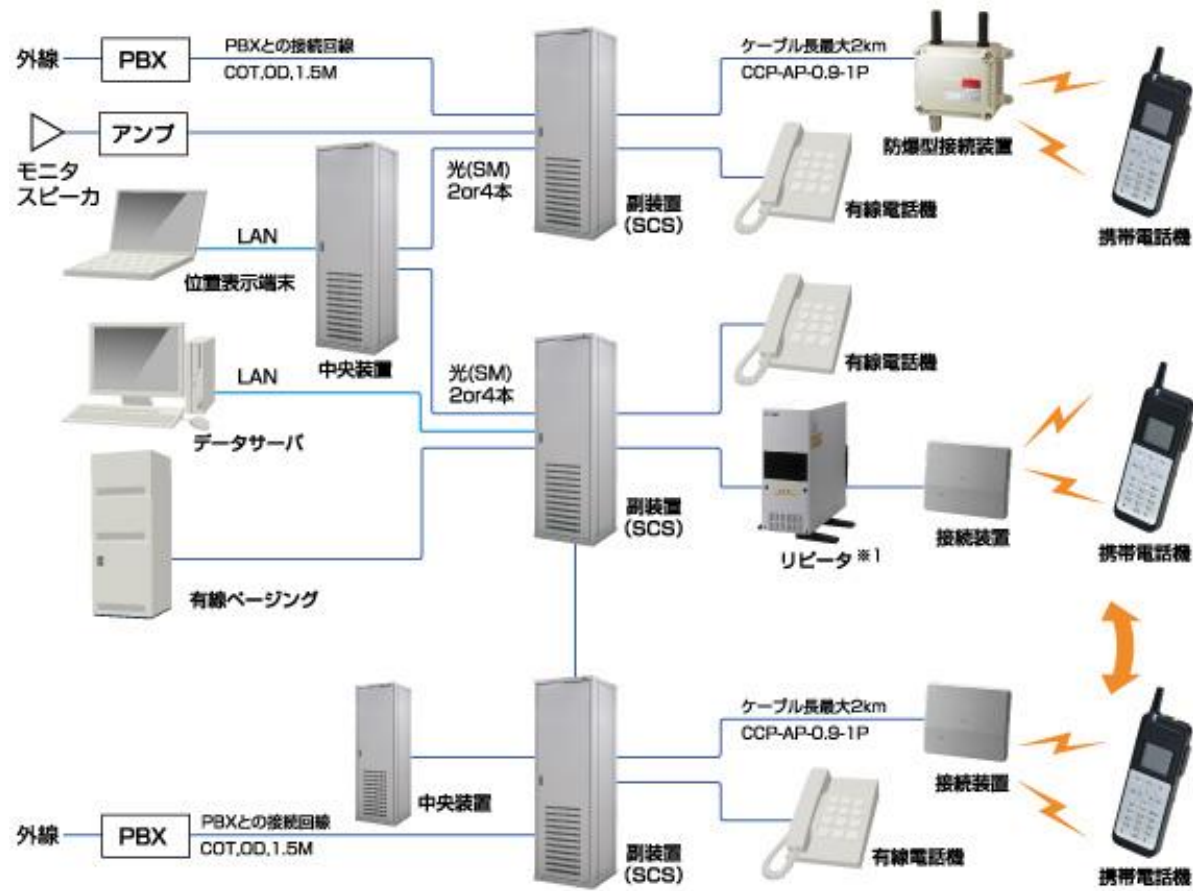 外線
PBX
PBXとの接続回線
COT,OD,1.5M
ケーブル長最大2km
CCP-AP-0.9-1P
防爆型接続装置
アンプ
モニタ
スピーカ
光(SM)
2or4本
副装置
(SCS)
有線電話機
携帯電話機
LAN
位置表示端末
中央装置
有線電話機
LAN
光(SM)
2or4本
データサーバ
副装置
(SCS)
リピータ※1
接続装置
携帯電話機
有線ページング
ケーブル長最大2km
CCP-AP-0.9-1P
接続装置
中央装置
外線
PBX
PBXとの接続回線
COT,OD,1.5M
副装置
(SCS)
有線電話機
携帯電話機